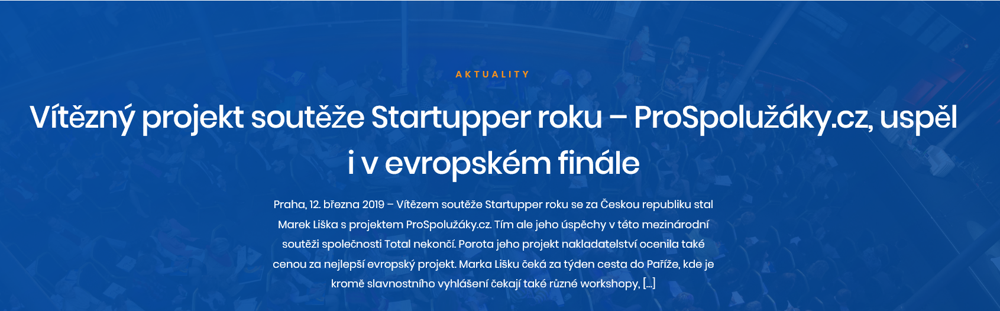 AKTUALITY
Vítězný projekt soutěže Startupper roku – ProSpolužáky.cz, uspěl
i v evropském finále
Praha, 12. března 2019 – Vítězem soutěže Startupper roku se za Českou republiku stal
Marek Liška s projektem ProSpolužáky.cz. Tím ale jeho úspěchy v této mezinárodní
soutěži společnosti Total nekončí. Porota jeho projekt nakladatelství ocenila také
cenou za nejlepší evropský projekt. Marka Lišku čeká za týden cesta do Paříže, kde je
kromě slavnostního vyhlášení čekají také různé workshopy, [...]